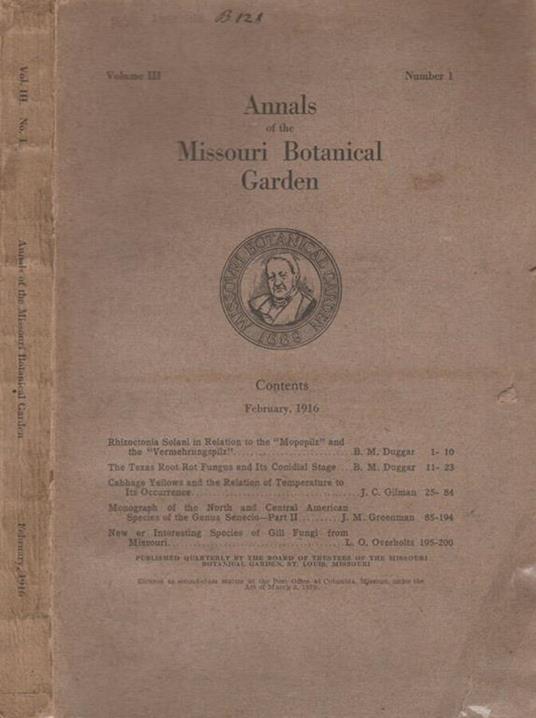 B 121
Volume III Number 1
Annals
of the
Missouri Botanical
Garden
MISSOURI BOTANICAL GARDEN
Contents
February, 1916
Rhizoctonia Solani in Relation to the "Mopopilz" and
the "Vermehrungspilz" B. M. Duggar 1- 10
The Texas Root Rot Fungus and Its Conidial Stage B. M. Duggar 11- 23
Cabbage Yellows and the Relation of Temperature to
Its Occurrence J. C. Gilman 25- 84
Monograph of the North and Central American
Species of the Genus Senecio—Part II J. M. Greenman 85-194
New or Interesting Species of Gill Fungi from
Missouri L. O. Overholts 195-200
PUBLISHED QUARTERLY BY THE BOARD OF TRUSTEES OF THE MISSOURI
BOTANICAL GARDEN, ST. LOUIS, MISSOURI
Entered as second-class matter at the Post Office at Columbia, Missouri, under the
Act of March 3, 1879.
Vol. III. No. 1. Annals of the Missouri Botanical Garden February, 1916